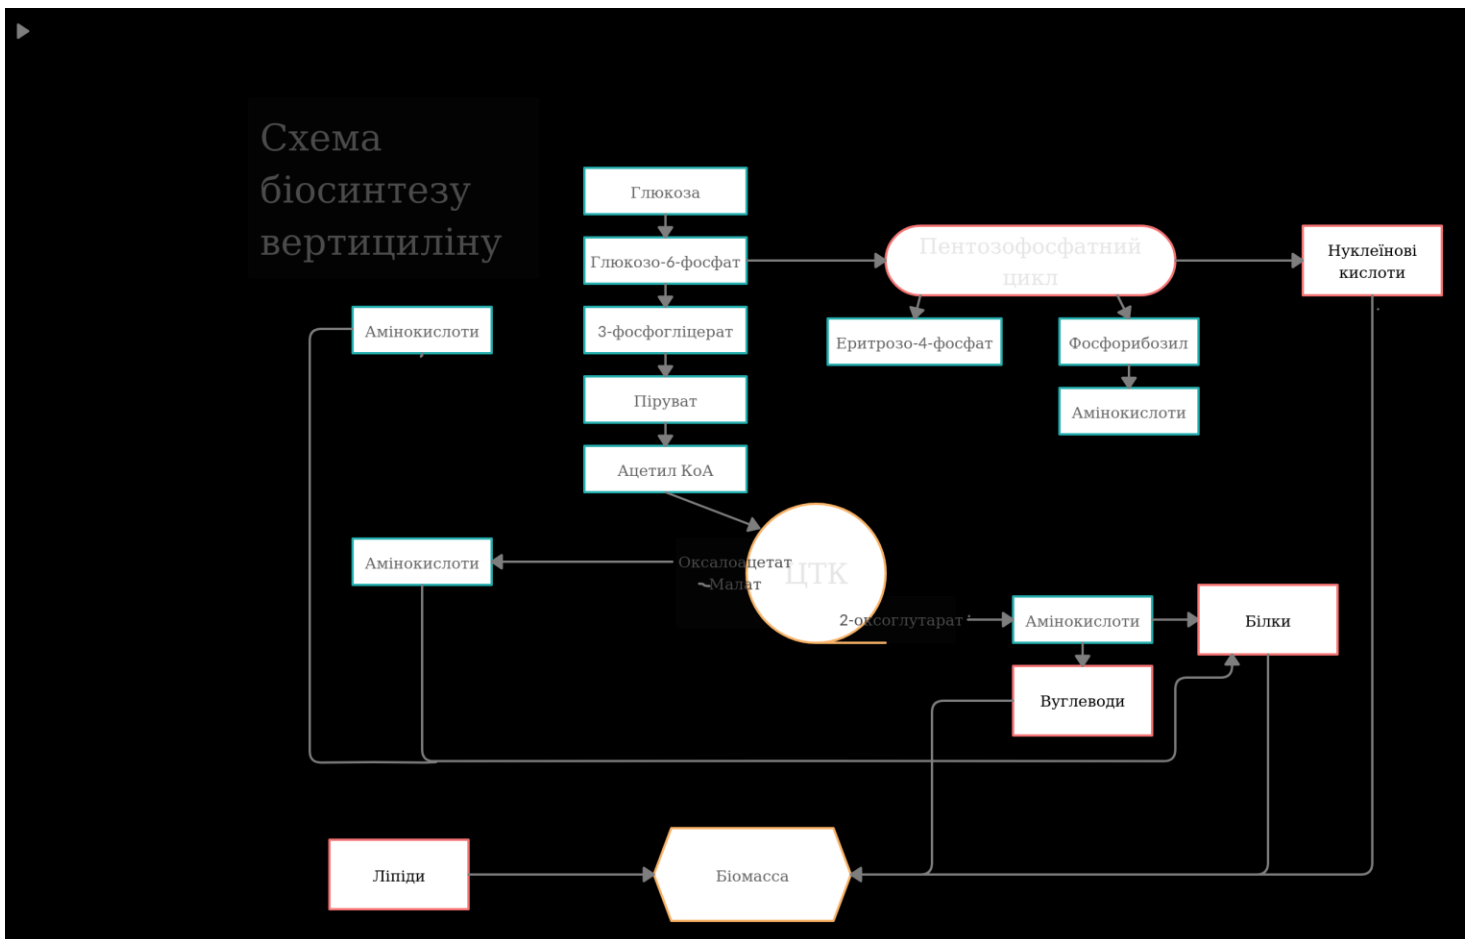 Схема
біосинтезу
вертициліну
Глюкоза
Глюкозо-6-фосфат
Пентозофосфатний
цикл
Нуклеїнові
кислоти
Амінокислоти
3-фосфогліцерат
Еритрозо-4-фосфат
Фосфорибозил
Піруват
Амінокислоти
Ацетил КоА
Амінокислоти
Оксалоацетат
Малат
ЦТК
2-оксоглутарат
Амінокислоти
Білки
Вуглеводи
Ліпіди
Біомасса